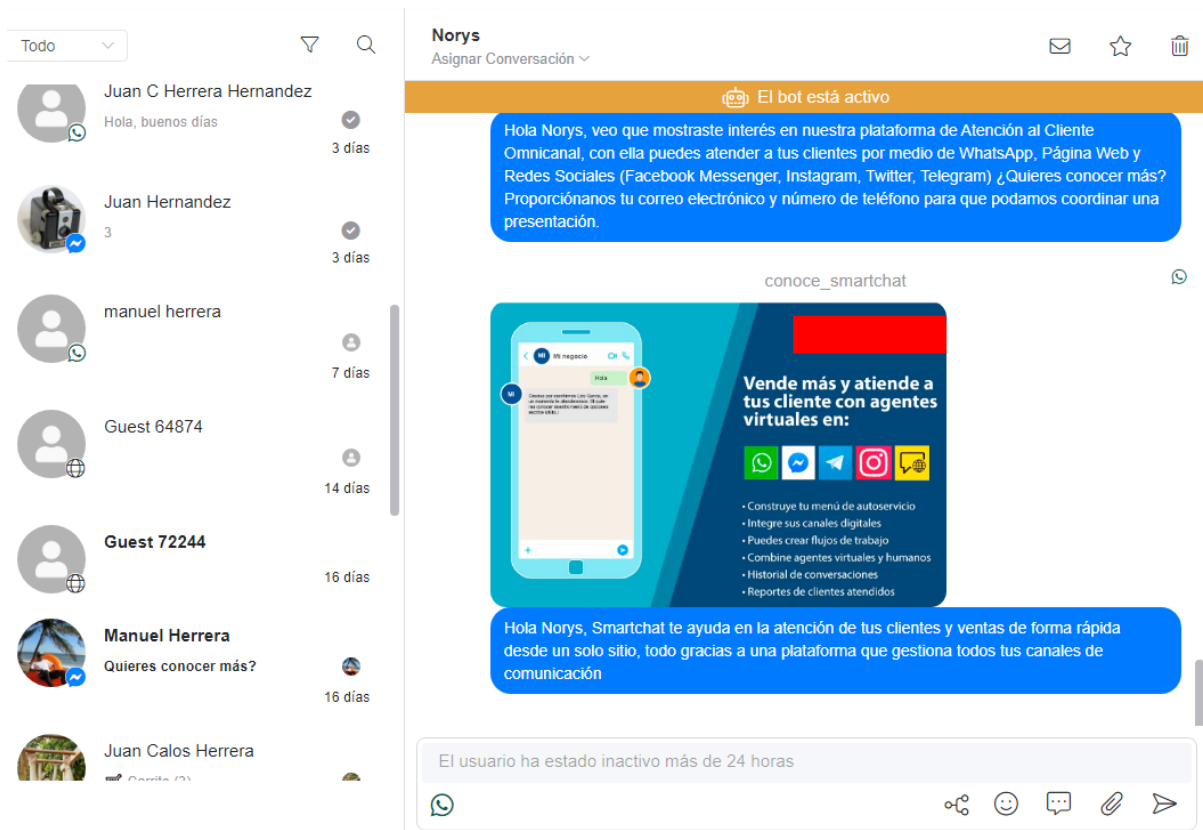 Todo
Juan C Herrera Hernandez
Hola, buenos días
3 días
Juan Hernandez
3
3 días
manuel herrera
7 días
Guest 64874
14 días
Guest 72244
16 días
Manuel Herrera
Quieres conocer más?
16 días
Juan Calos Herrera
Norys
Asignar Conversación
El bot está activo
Hola Norys, veo que mostraste interés en nuestra plataforma de Atención al Cliente
Omnicanal, con ella puedes atender a tus clientes por medio de WhatsApp, Página Web y
Redes Sociales (Facebook Messenger, Instagram, Twitter, Telegram) ¿Quieres conocer más?
Proporciónanos tu correo electrónico y número de teléfono para que podamos coordinar una
presentación.
conoce_smartchat
MI
Mi negocio
Hola
MI
Vende más y atiende a
tus cliente con agentes
virtuales en:
• Construye tu menú de autoservicio
• Integre sus canales digitales
• Puedes crear flujos de trabajo
• Combine agentes virtuales y humanos
• Historial de conversaciones
• Reportes de clientes atendidos
Hola Norys, Smartchat te ayuda en la atención de tus clientes y ventas de forma rápida
desde un solo sitio, todo gracias a una plataforma que gestiona todos tus canales de
comunicación
El usuario ha estado inactivo más de 24 horas